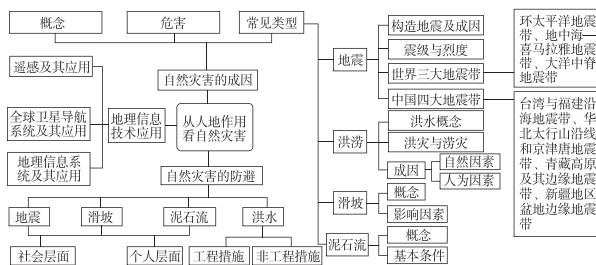 概念
危害
常见类型
自然灾害的成因
遥感及其应用
全球卫星导航
系统及其应用
地理信息系
统及其应用
地理信息
技术应用
从人地作用
看自然灾害
自然灾害的防避
地震
滑坡
泥石流
洪水
社会层面
个人层面
工程措施
非工程措施
地震
构造地震及成因
震级与烈度
世界三大地震带
中国四大地震带
环太平洋地震
带、地中海—
喜马拉雅地震
带、大洋中脊
地震带
台湾与福建沿
海地震带、华
北太行山沿线
和京津唐地震
带、青藏高原
及其边缘地震
带、新疆地区
盆地边缘地震
带
洪涝
洪水概念
洪灾与涝灾
成因
自然因素
人为因素
滑坡
概念
影响因素
泥石流
概念
基本条件